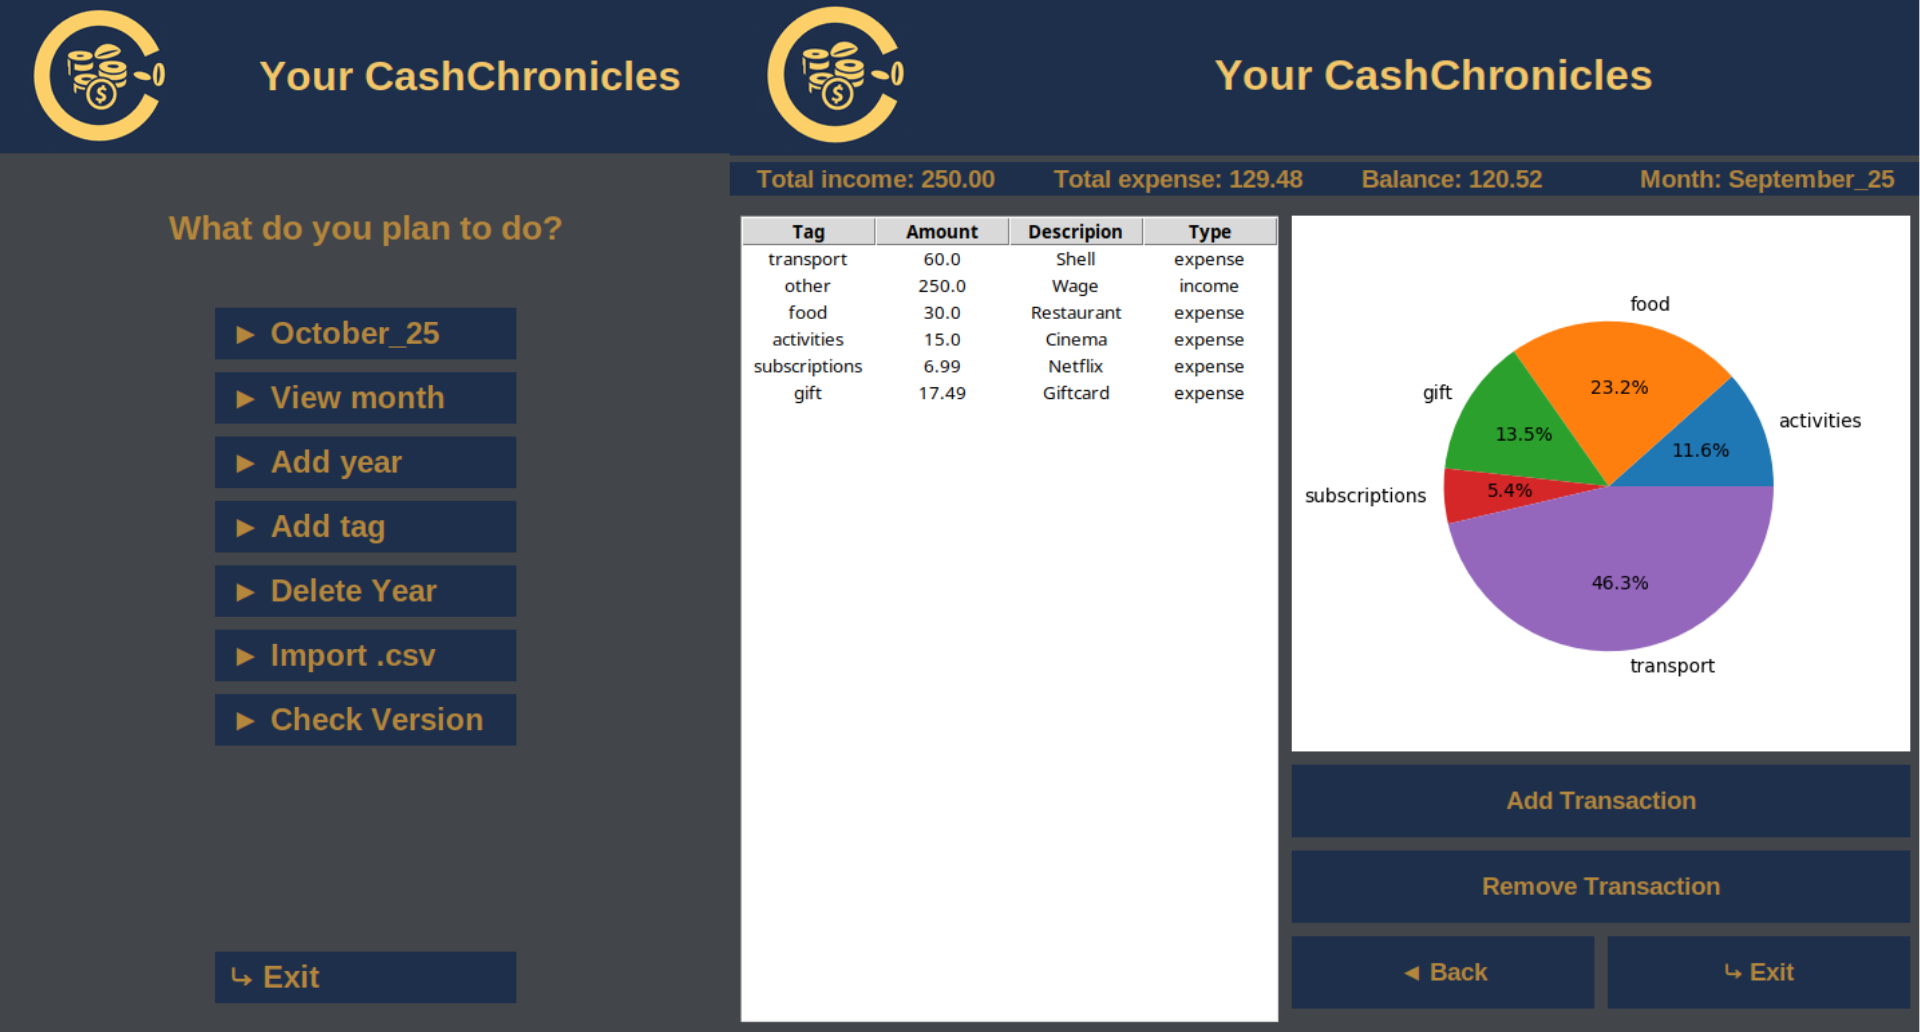 Your CashChronicles
What do you plan to do?
► October_25
► View month
► Add year
► Add tag
► Delete Year
► Import .csv
► Check Version
↳ Exit
Your CashChronicles
Total income: 250.00 Total expense: 129.48 Balance: 120.52 Month: September_25
Tag Amount Descripion Type
transport 60.0 Shell expense
other 250.0 Wage income
food 30.0 Restaurant expense
activities 15.0 Cinema expense
subscriptions 6.99 Netflix expense
gift 17.49 Giftcard expense
food
23.2%
gift
13.5%
activities
11.6%
subscriptions
5.4%
46.3%
transport
Add Transaction
Remove Transaction
◄ Back
↳ Exit